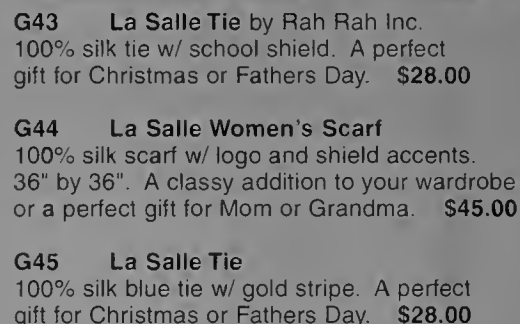 G43 La Salle Tie by Rah Rah Inc.
100% silk tie w/ school shield. A perfect
gift for Christmas or Fathers Day. $28.00
G44 La Salle Women's Scarf
100% silk scarf w/ logo and shield accents.
36" by 36". A classy addition to your wardrobe
or a perfect gift for Mom or Grandma. $45.00
G45 La Salle Tie
100% silk blue tie w/ gold stripe. A perfect
gift for Christmas or Fathers Day. $28.00